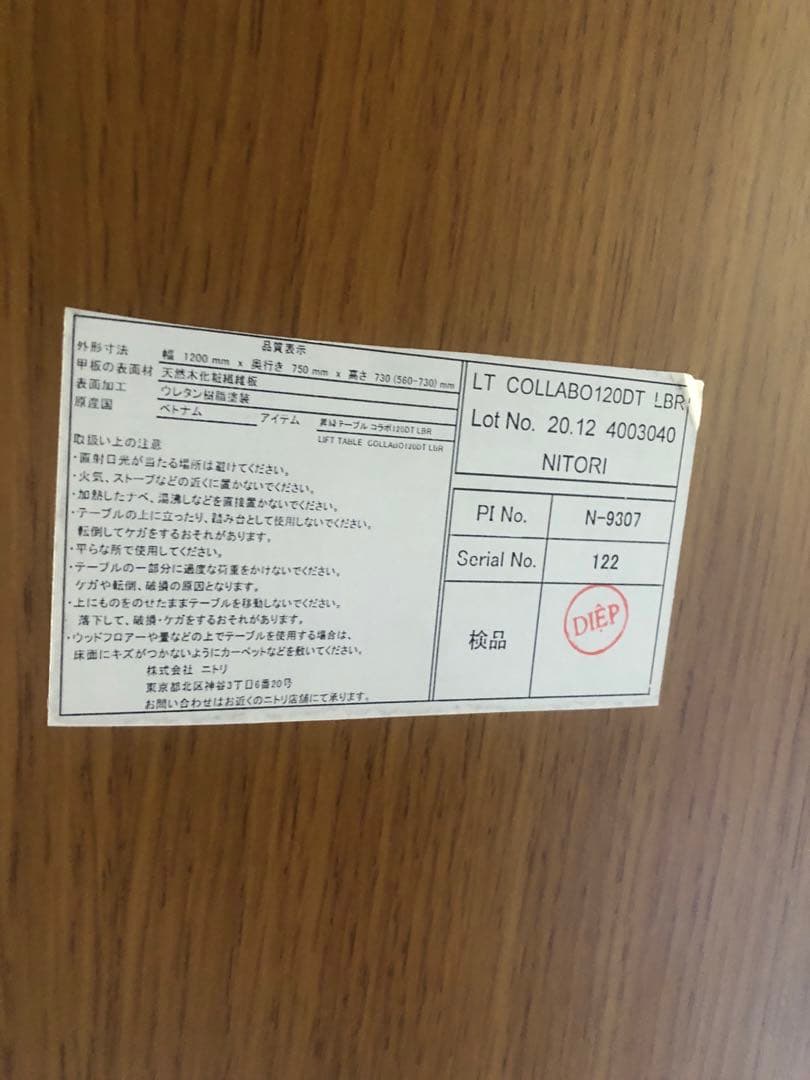 品質表示
外形寸法 幅 1200 mm x 奥行き 750 mm x 高さ 730 (560-730) mm
甲板の表面材 天然木化粧繊維板
表面加工 ウレタン樹脂塗装
原産国 ベトナム アイテム 昇降テーブル コラボ120DT LBR
LIFT TABLE COLLABO120DT LBR
取扱い上の注意
・直射日光が当たる場所は避けてください。
・火気、ストーブなどの近くに置かないでください。
・加熱したナベ、湯沸しなどを直接置かないでください。
・テーブルの上に立ったり、踏み台として使用しないでください。
転倒してケガをするおそれがあります。
・平らな所で使用してください。
・テーブルの一部分に過度な荷重をかけないでください。
ケガや転倒、破損の原因となります。
・上にものをのせたままテーブルを移動しないでください。
落下して、破損・ケガをするおそれがあります。
・ウッドフロアーや畳などの上でテーブルを使用する場合は、
床面にキズがつかないようにカーペットなどを敷いてください。
株式会社 ニトリ
東京都北区神谷3丁目6番20号
お問い合わせはお近くのニトリ店舗にて承ります。
LT COLLABO120DT LBR
Lot No. 20.12 4003040
NITORI
PI No. N-9307
Serial No. 122
検品 DIỆP